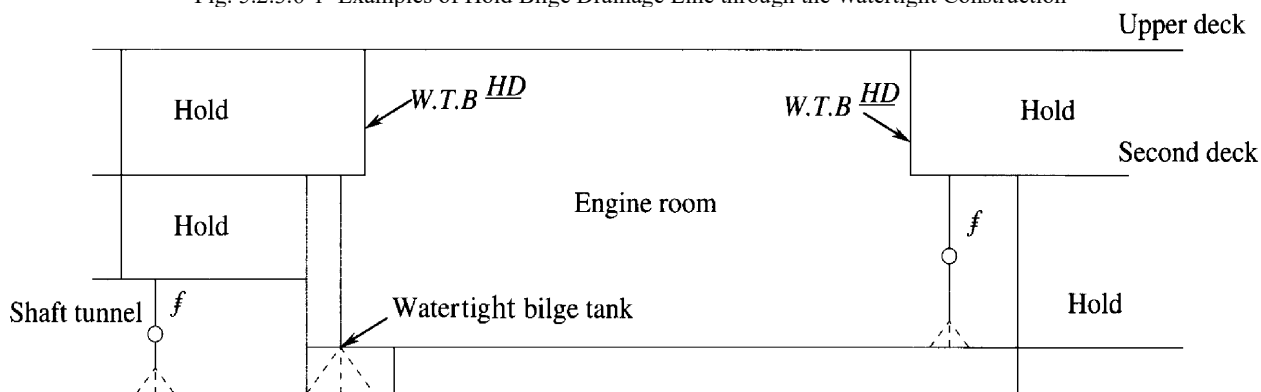 Fig. 5.2.3.6-1 Examples of Hold Bilge Drainage Line through the Watertight Construction
Upper deck
Hold
W.T.B HD
W.T.B HD
Hold
Second deck
Engine room
Hold
Shaft tunnel
Watertight bilge tank
Hold